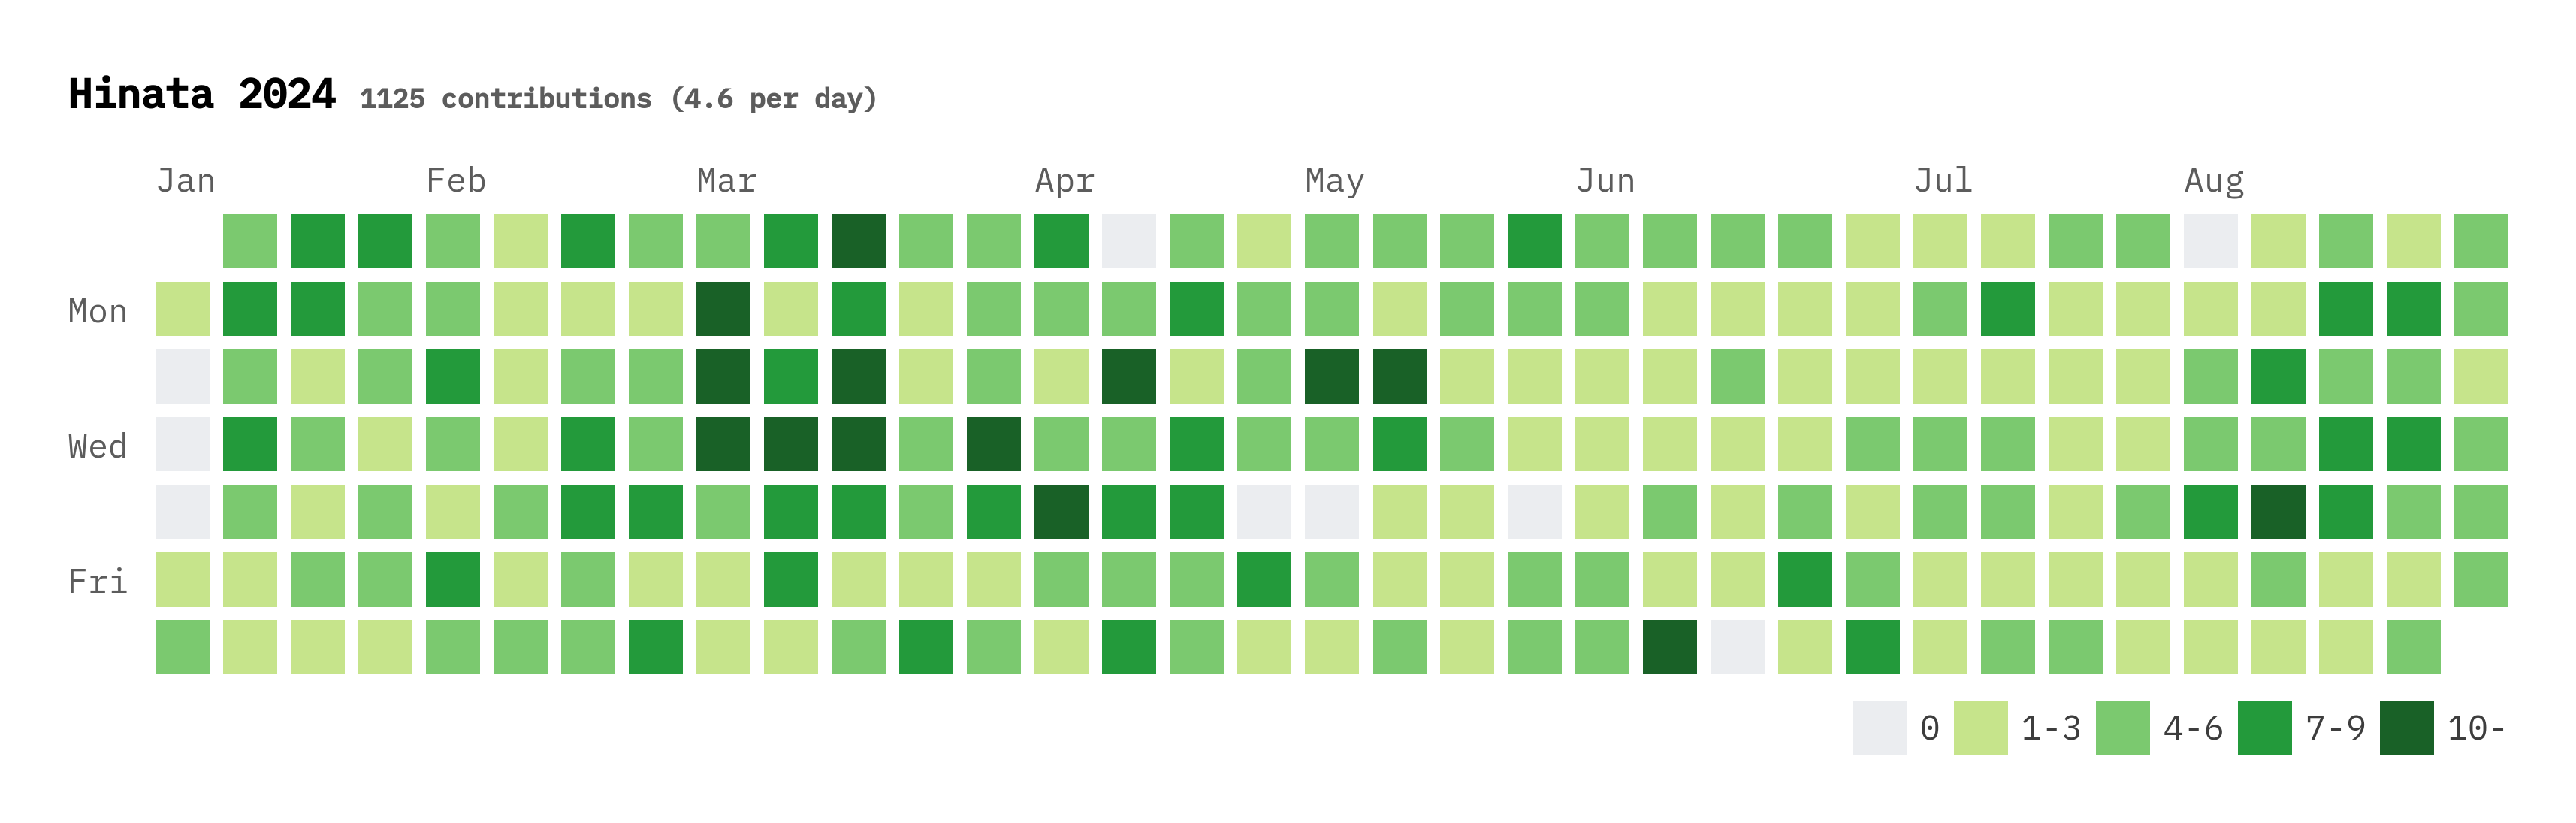 Hinata 2024 1125 contributions (4.6 per day)
Jan Feb Mar Apr May Jun Jul Aug
Mon
Wed
Fri
0 1-3 4-6 7-9 10-